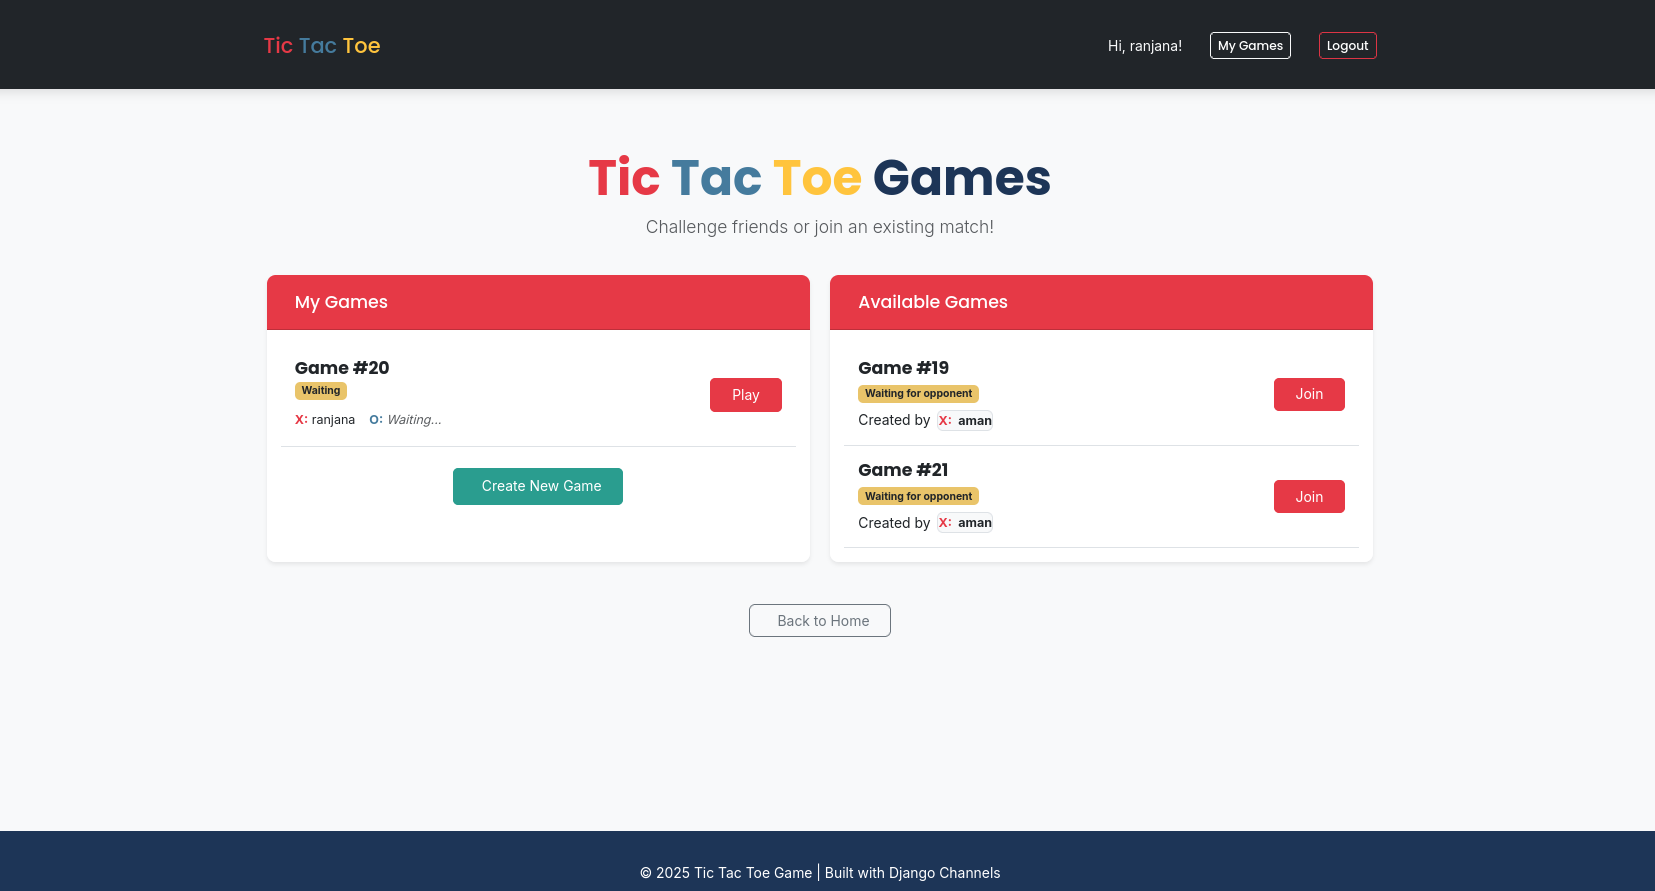 Tic Tac Toe
Hi, ranjana!
My Games
Logout
Tic Tac Toe Games
Challenge friends or join an existing match!
My Games
Game #20
Waiting
X: ranjana O: Waiting...
Play
Create New Game
Available Games
Game #19
Waiting for opponent
Created by X: aman
Join
Game #21
Waiting for opponent
Created by X: aman
Join
Back to Home
© 2025 Tic Tac Toe Game | Built with Django Channels